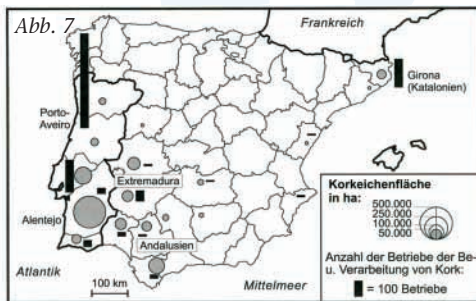 Abb. 7
Frankreich
Girona
(Katalonien)
Porto-
Aveiro
Extremadura
Alentejo
Andalusien
Atlantik
100 km
Mittelmeer
Korkeichenfläche
in ha:
500.000
250.000
100.000
50.000
Anzahl der Betriebe der Be-
u. Verarbeitung von Kork:
= 100 Betriebe